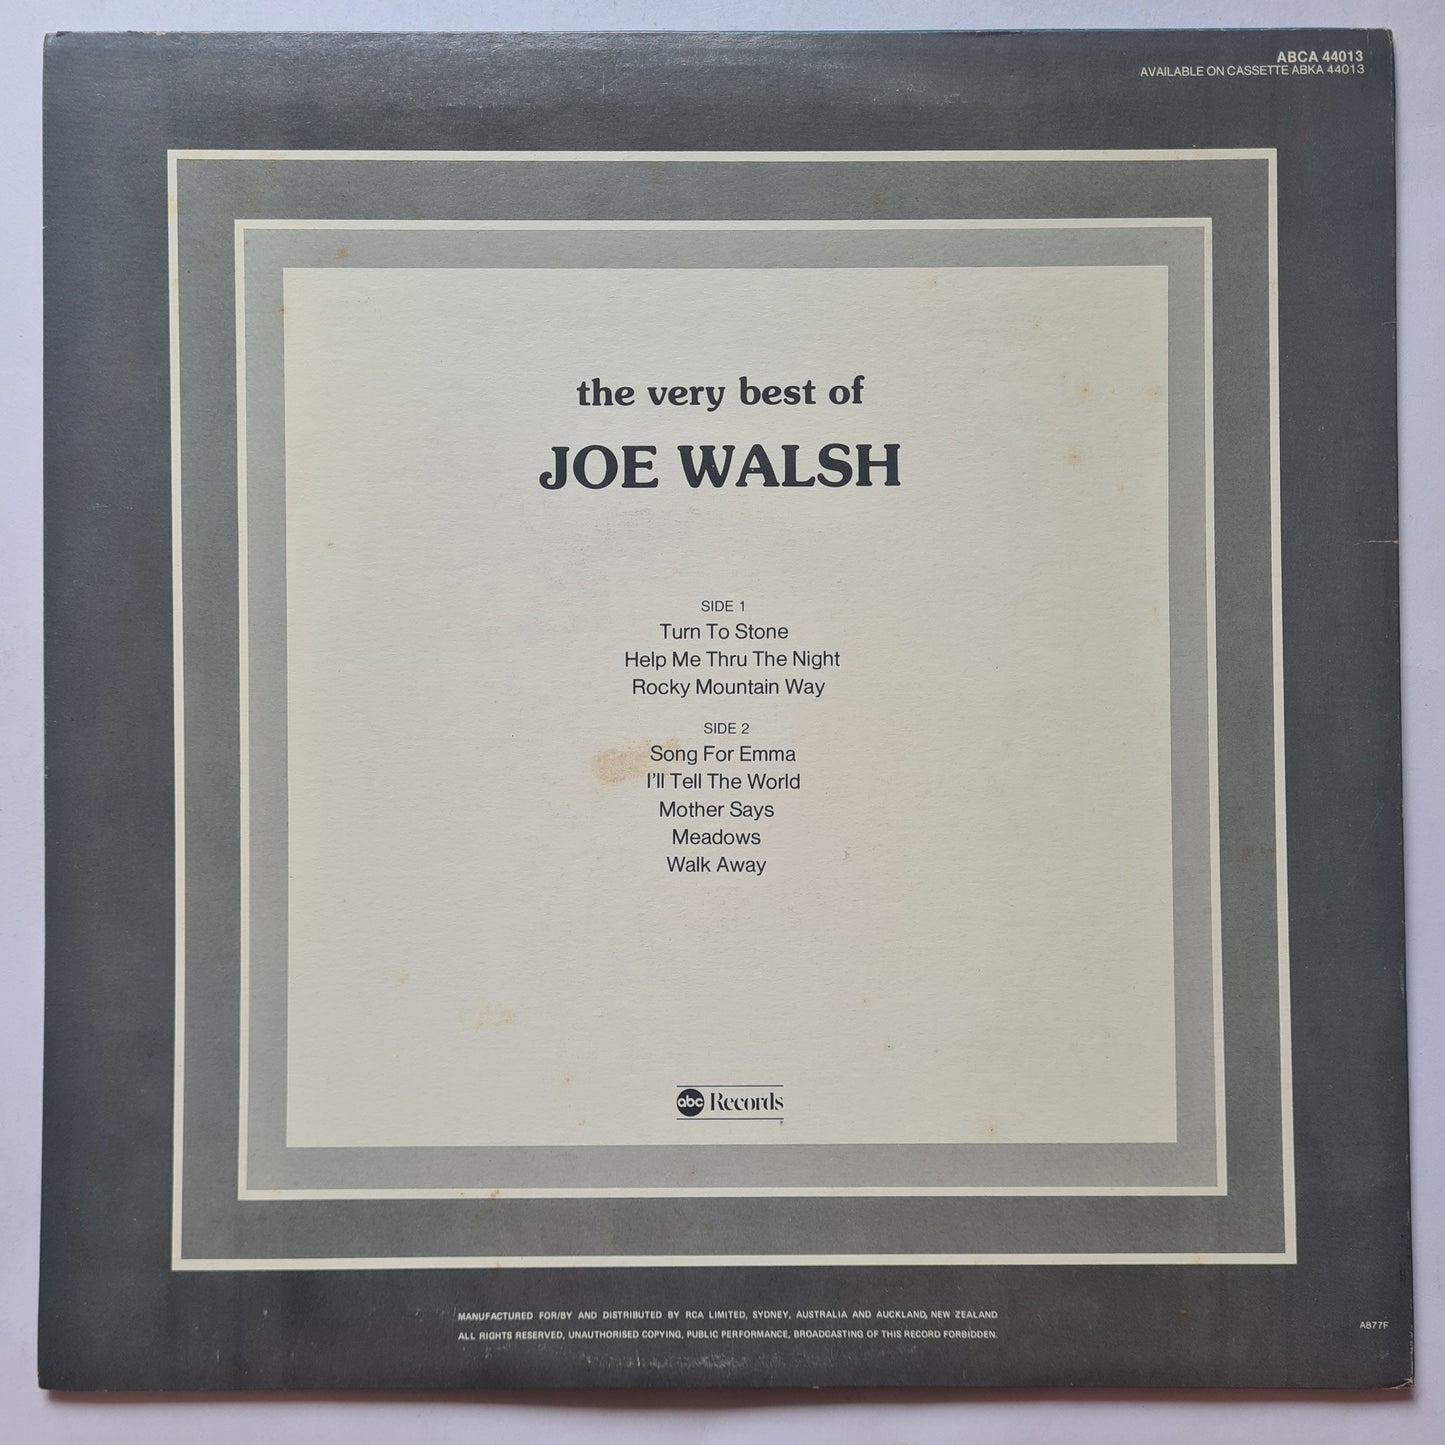 ABCA 44013
AVAILABLE ON CASSETTE ABKA 44013
the very best of
JOE WALSH
SIDE 1
Turn To Stone
Help Me Thru The Night
Rocky Mountain Way
SIDE 2
Song For Emma
I'll Tell The World
Mother Says
Meadows
Walk Away
abc Records
MANUFACTURED FOR/BY AND DISTRIBUTED BY RCA LIMITED, SYDNEY, AUSTRALIA AND AUCKLAND, NEW ZEALAND
ALL RIGHTS RESERVED, UNAUTHORISED COPYING, PUBLIC PERFORMANCE, BROADCASTING OF THIS RECORD FORBIDDEN.
A877F